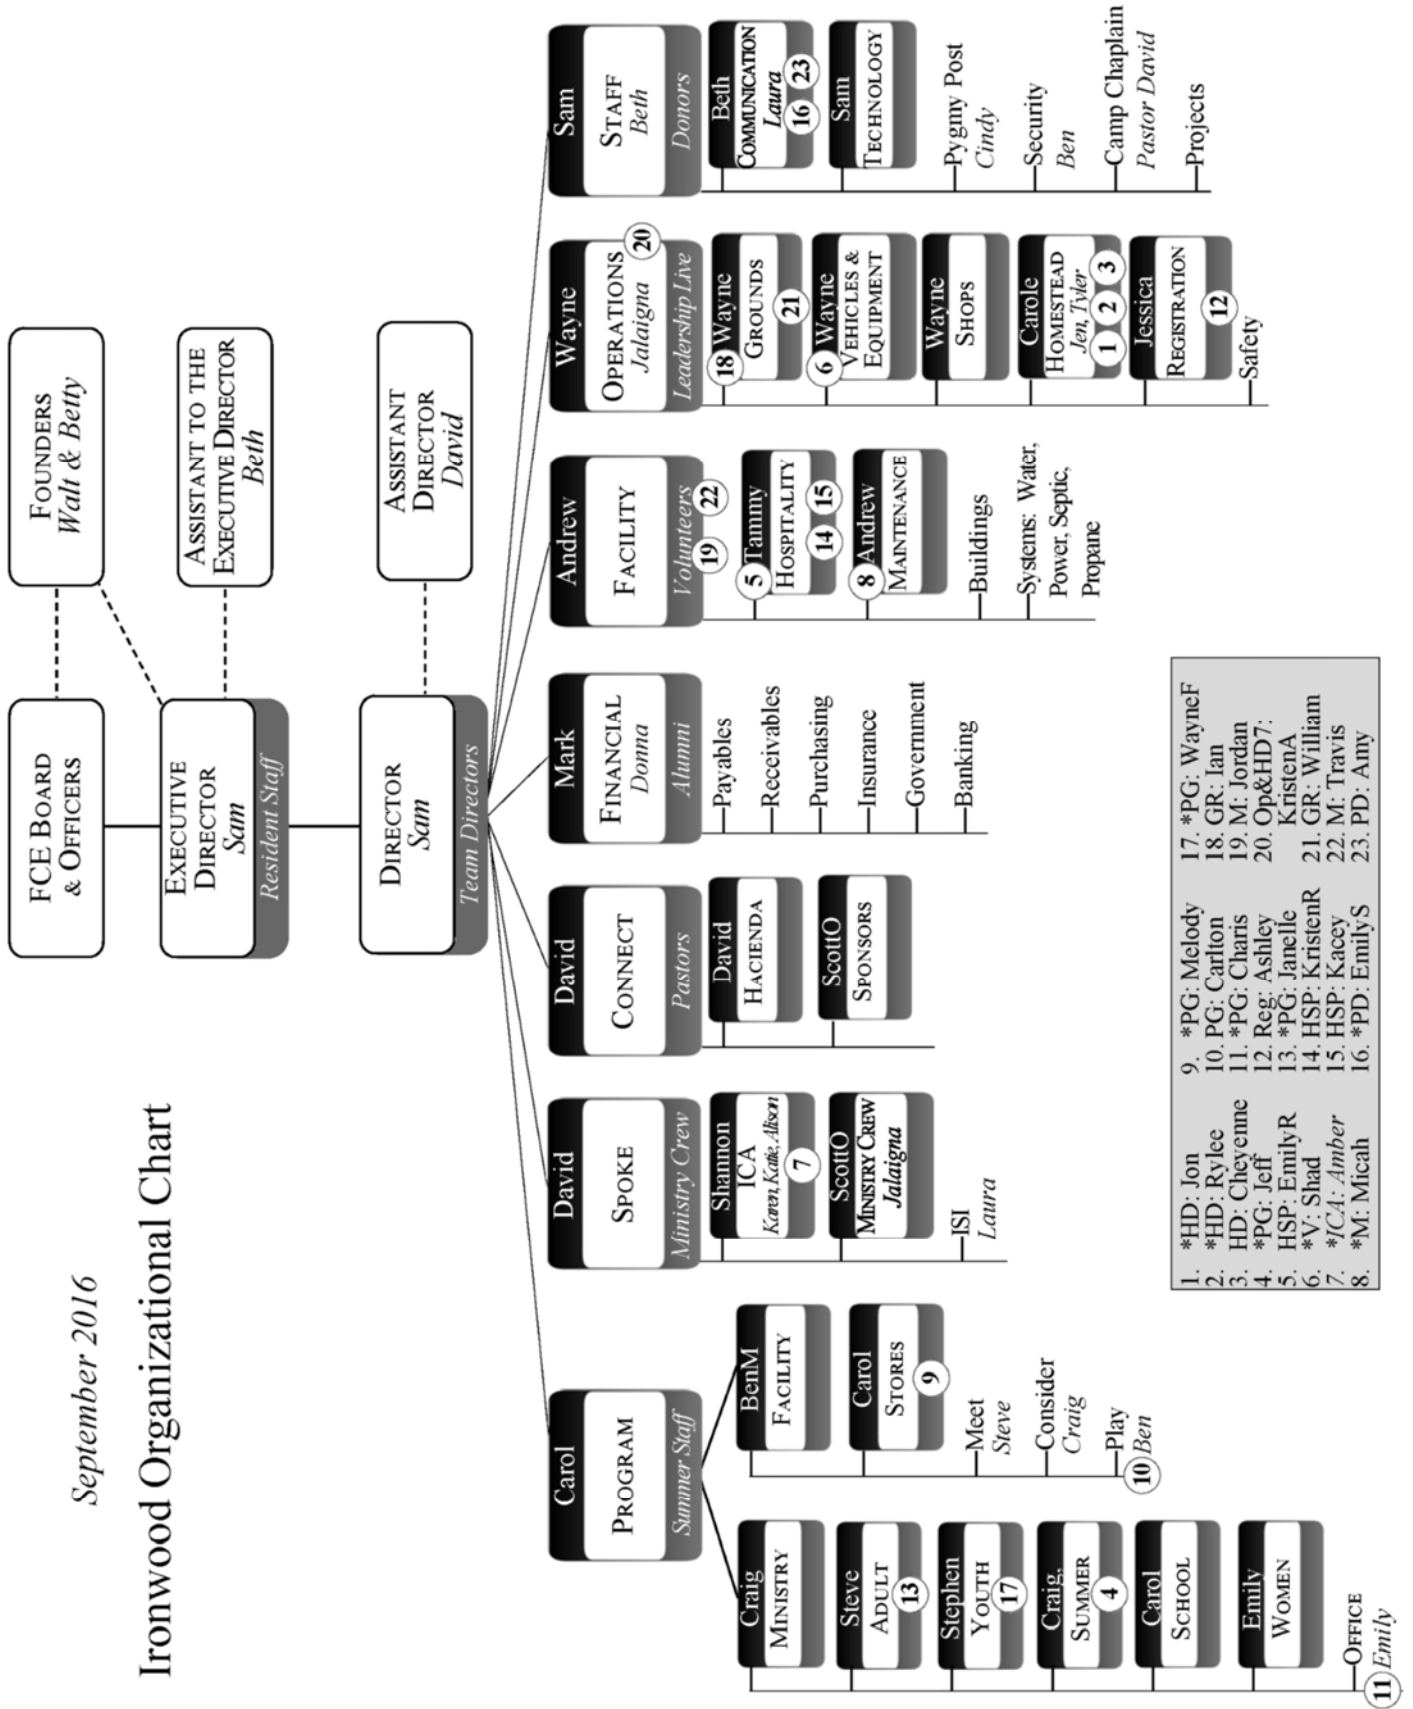 September 2016
Ironwood Organizational Chart
FCE BOARD
& OFFICERS
FOUNDERS
Walt & Betty
EXECUTIVE
DIRECTOR
Sam
Resident Staff
ASSISTANT TO THE
EXECUTIVE DIRECTOR
Beth
DIRECTOR
Sam
Team Directors
ASSISTANT
DIRECTOR
David
Carol
PROGRAM
Summer Staff
Craig
MINISTRY
Steve
ADULT
13
Stephen
YOUTH
17
Craig,
SUMMER
4
Carol
SCHOOL
Emily
WOMEN
OFFICE
11 Emily
BenM
FACILITY
Carol
STORES
9
Meet
Steve
Consider
Craig
Play
10 Ben
David
SPOKE
Ministry Crew
Shannon
ICA
Karen, Katie, Alison
7
ScottO
MINISTRY CREW
Jalaigna
ISI
Laura
David
CONNECT
Pastors
David
HACIENDA
ScottO
SPONSORS
Mark
FINANCIAL
Donna
Alumni
Payables
Receivables
Purchasing
Insurance
Government
Banking
Andrew
FACILITY
Volunteers
19 22
5 Tammy
HOSPITALITY
14 15
8 Andrew
MAINTENANCE
Buildings
Systems: Water,
Power, Septic,
Propane
Wayne
OPERATIONS
Jalaigna
20
Leadership Live
18 Wayne
GROUNDS
21
6 Wayne
VEHICLES &
EQUIPMENT
Wayne
SHOPS
Carole
HOMESTEAD
Jen, Tyler
1 2 3
Jessica
REGISTRATION
12
Safety
Sam
STAFF
Beth
Donors
Beth
COMMUNICATION
Laura
16 23
Sam
TECHNOLOGY
Pygmy Post
Cindy
Security
Ben
Camp Chaplain
Pastor David
Projects
1. *HD: Jon
2. *HD: Rylee
3. HD: Cheyenne
4. *PG: Jeff
5. HSP: EmilyR
6. *V: Shad
7. *ICA: Amber
8. *M: Micah
9. *PG: Melody
10. PG: Carlton
11. *PG: Charis
12. Reg: Ashley
13. *PG: Janelle
14. HSP: KristenR
15. HSP: Kacey
16. *PD: EmilyS
17. *PG: WayneF
18. GR: Ian
19. M: Jordan
20. Op&HD7:
KristenA
21. GR: William
22. M: Travis
23. PD: Amy